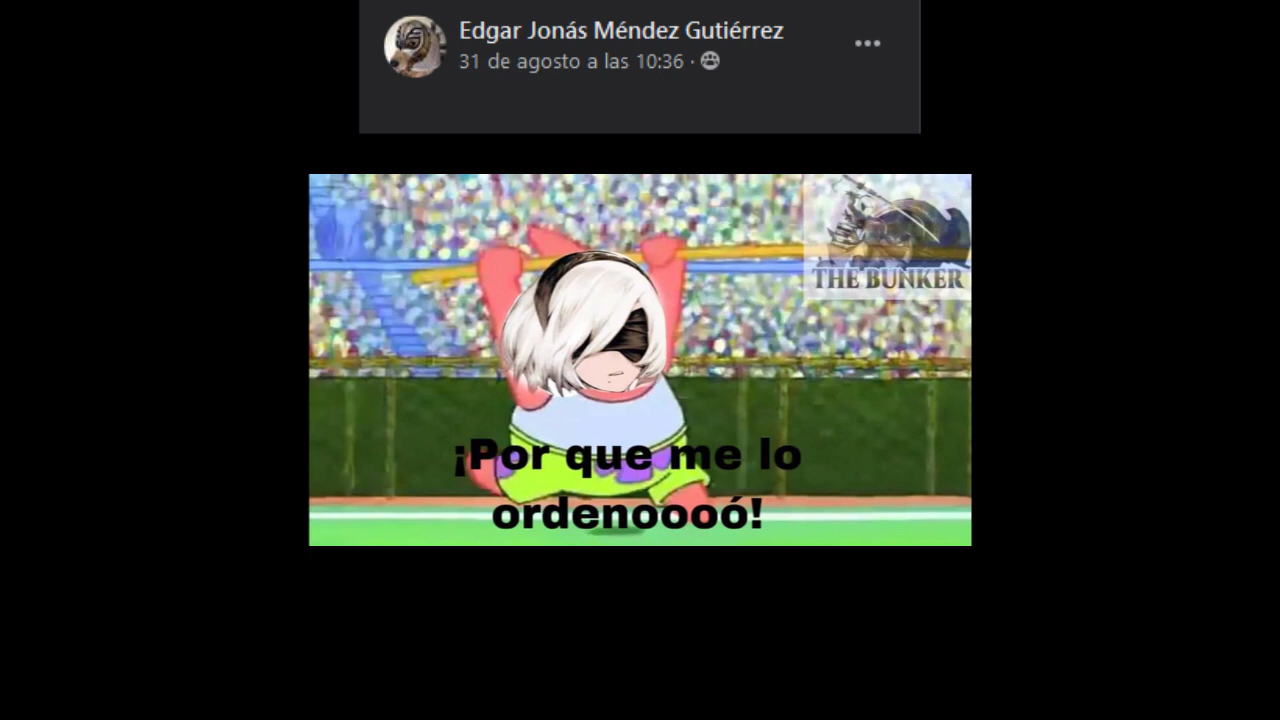 Edgar Jonás Méndez Gutiérrez
31 de agosto a las 10:36 ·
THE BUNKER
¡Por que me lo
ordenoooó!